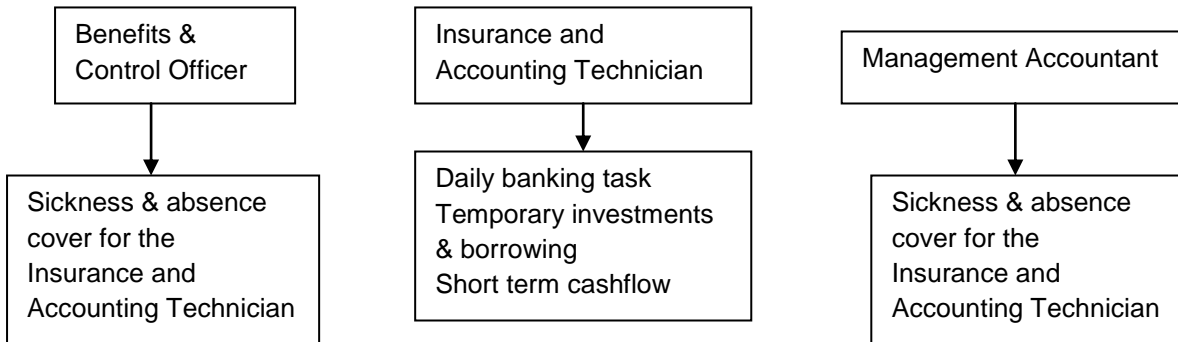 Benefits &
Control Officer
Insurance and
Accounting Technician
Management Accountant
Sickness & absence
cover for the
Insurance and
Accounting Technician
Daily banking task
Temporary investments
& borrowing
Short term cashflow
Sickness & absence
cover for the
Insurance and
Accounting Technician